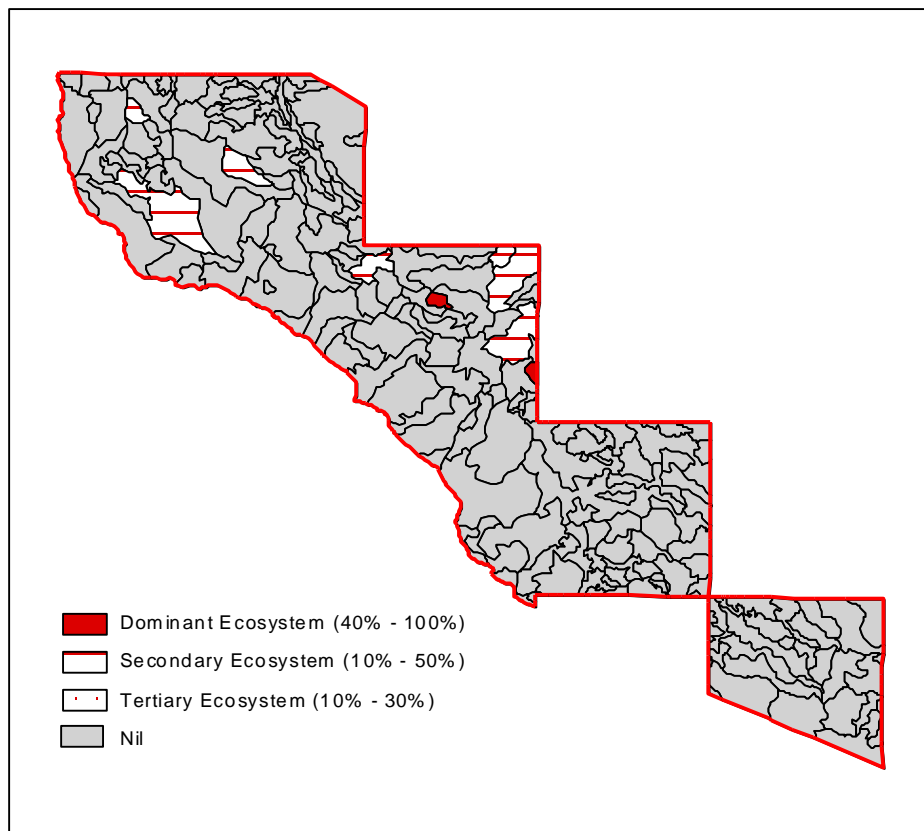 Dominant Ecosystem (40% - 100%)
Secondary Ecosystem (10% - 50%)
Tertiary Ecosystem (10% - 30%)
Nil